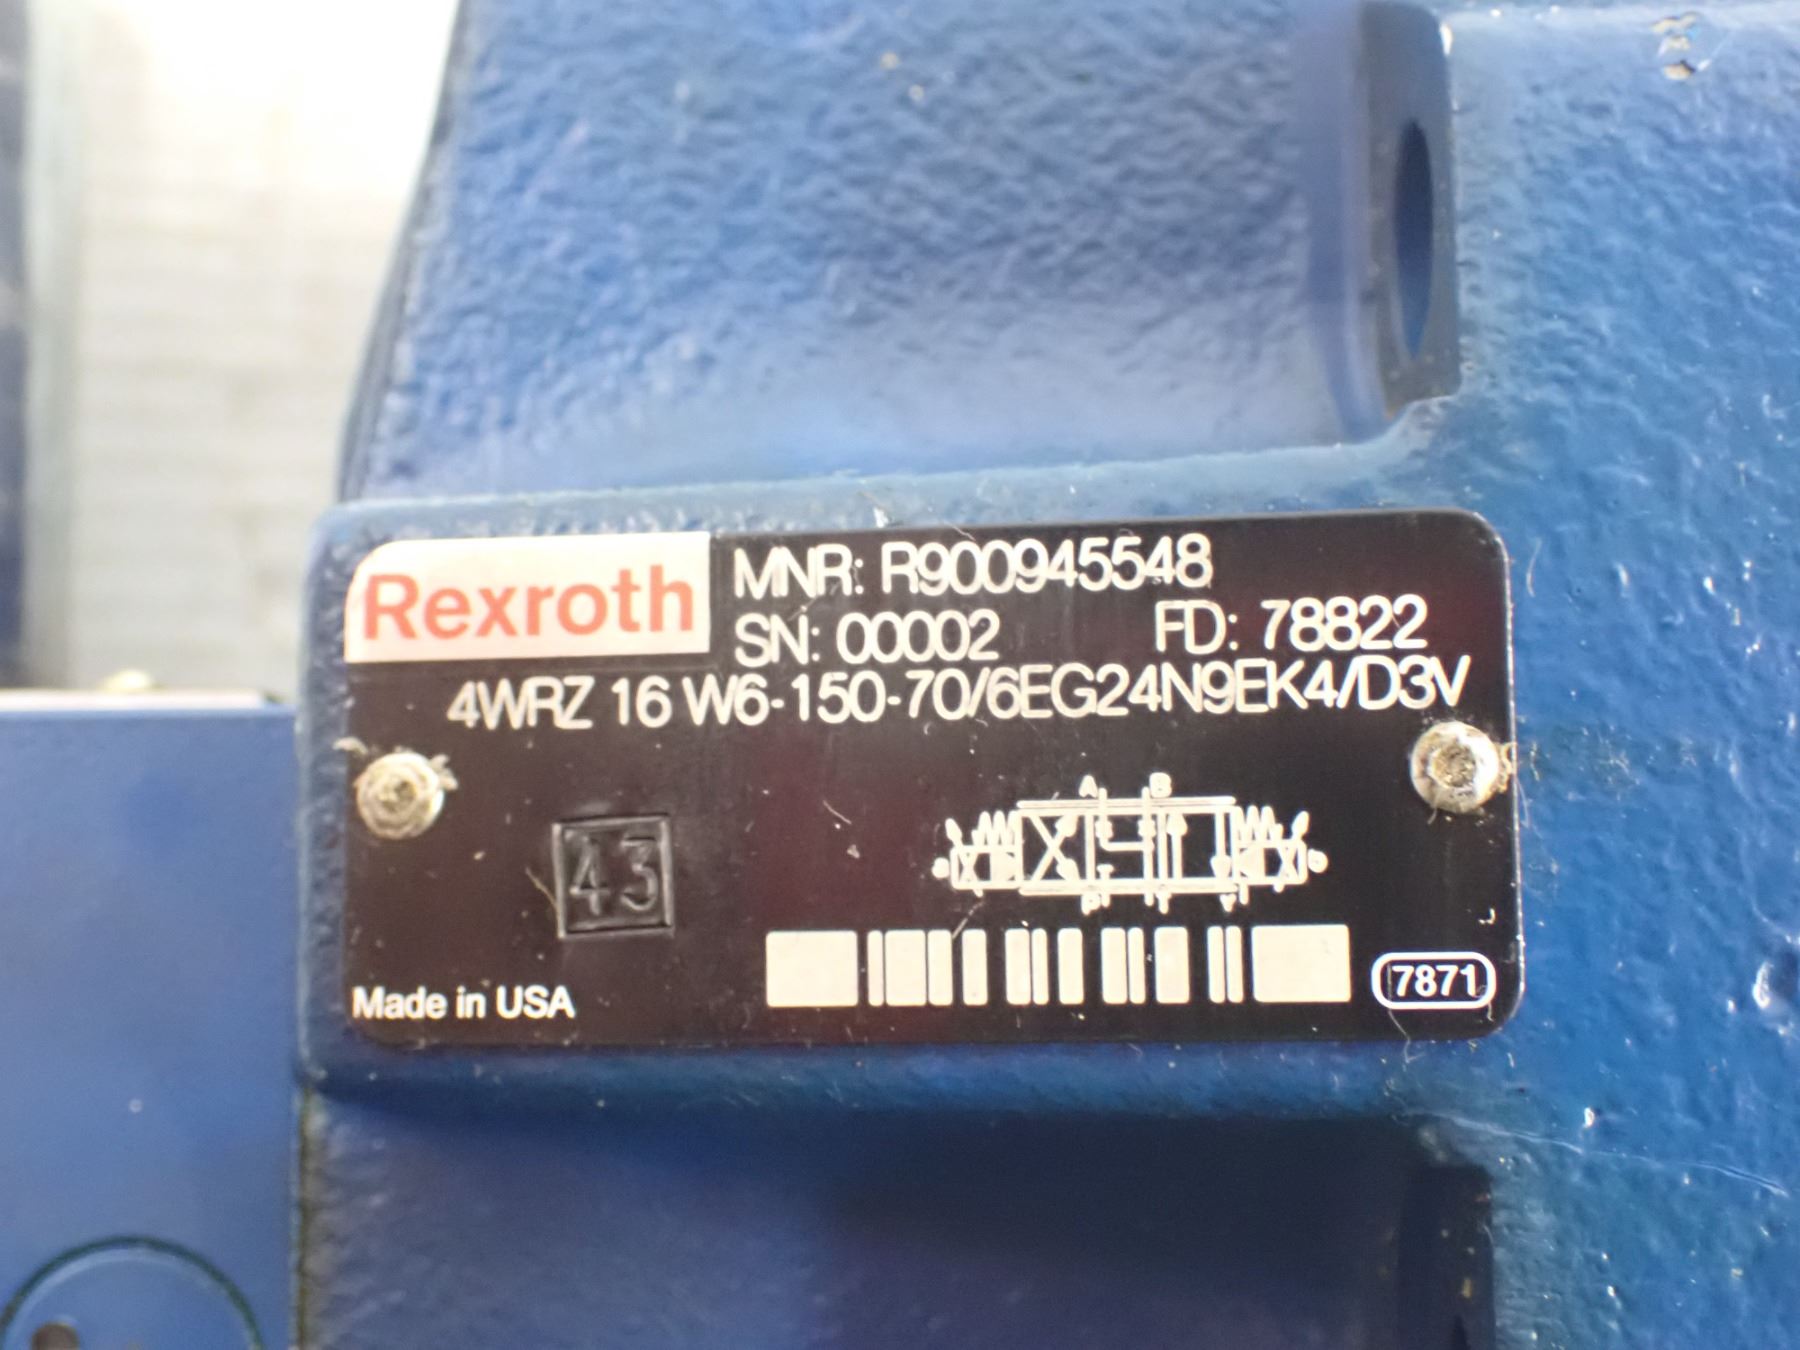 Rexroth
MNR: R900945548
SN: 00002 FD: 78822
4WRZ 16 W6-150-70/6EG24N9EK4/D3V
A B
43
P T Y
Made in USA
7871